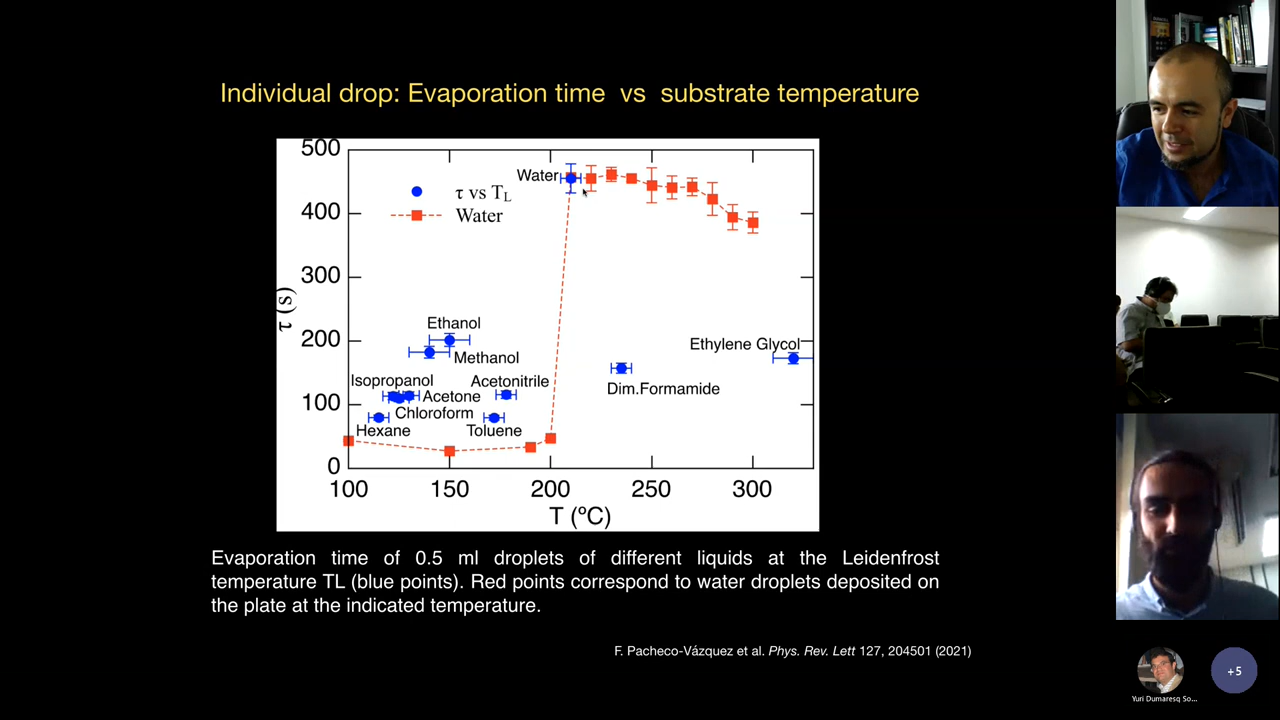 Individual drop: Evaporation time vs substrate temperature
500
400
300
200
100
0
τ (s)
τ vs TL
Water
Water
Ethanol
Methanol
Isopropanol
Acetonitrile
Acetone
Chloroform
Hexane
Toluene
Dim.Formamide
Ethylene Glycol
100
150
200
250
300
T (ºC)
Evaporation time of 0.5 ml droplets of different liquids at the Leidenfrost
temperature TL (blue points). Red points correspond to water droplets deposited on
the plate at the indicated temperature.
F. Pacheco-Vázquez et al. Phys. Rev. Lett 127, 204501 (2021)
Yuri Dumaresq So...
+5